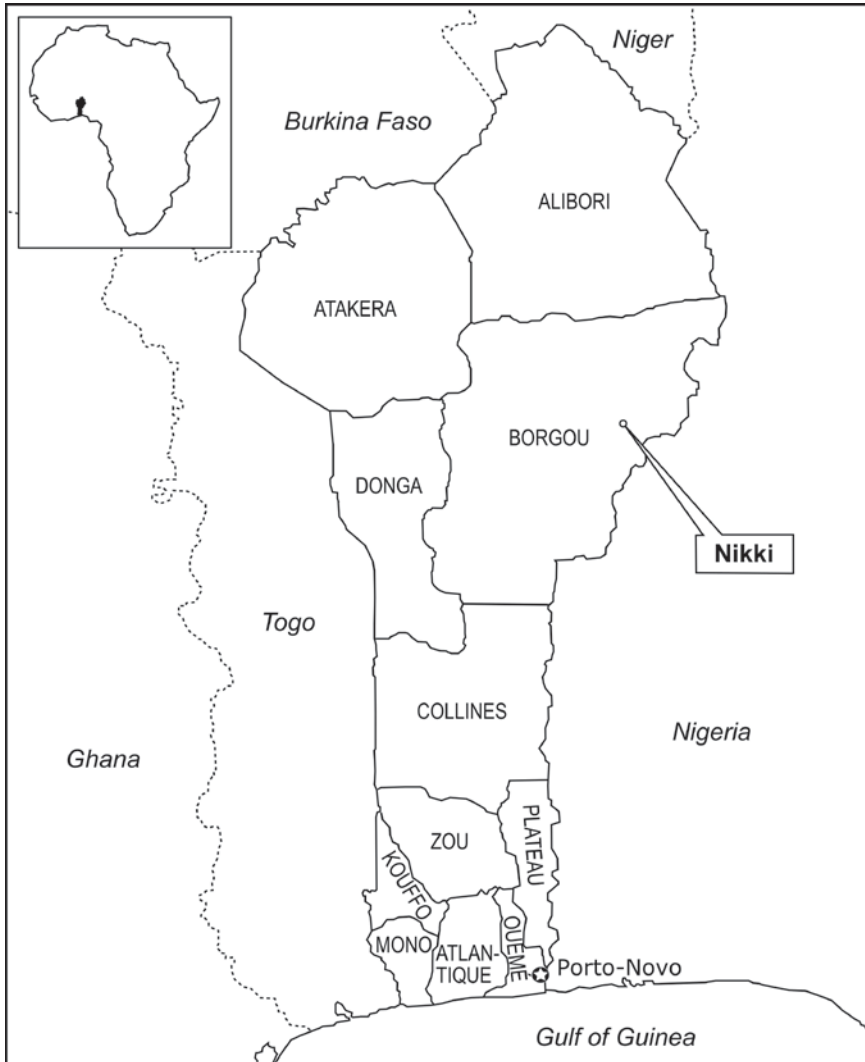 Niger
Burkina Faso
ALIBORI
ATAKERA
BORGOU
DONGA
Nikki
Togo
COLLINES
Nigeria
Ghana
PLATEAU
ZOU
KOUFFO
OUÉMÉ
MONO
ATLAN-
TIQUE
Porto-Novo
Gulf of Guinea